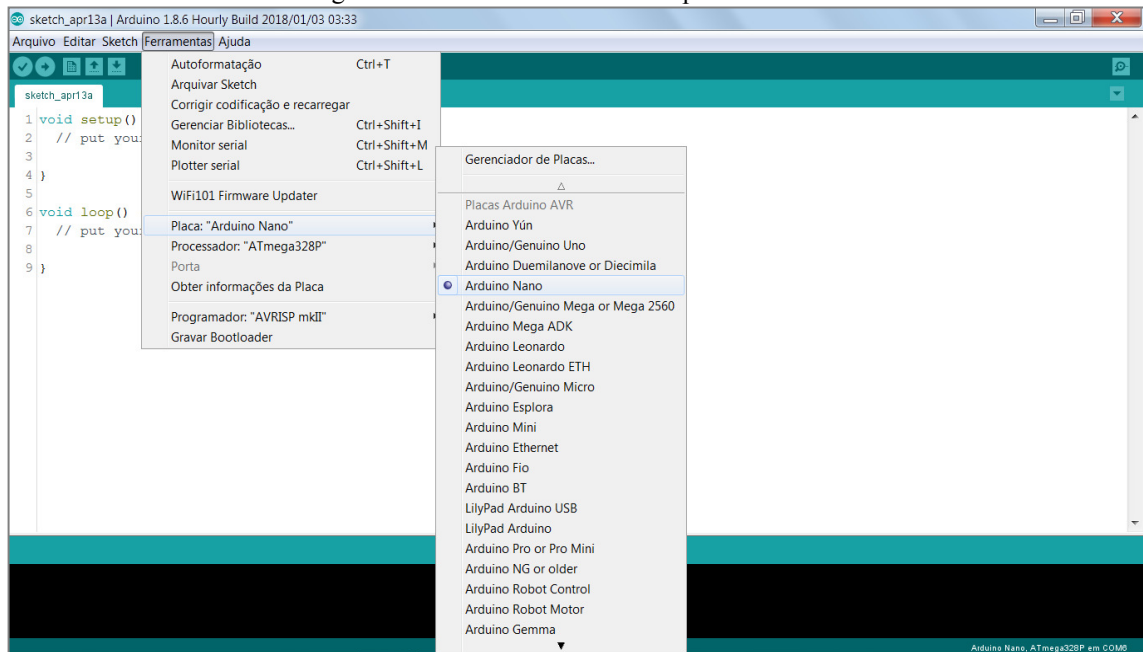 sketch_apr13a | Arduino 1.8.6 Hourly Build 2018/01/03 03:33
Arquivo Editar Sketch Ferramentas Ajuda
sketch_apr13a
1 void setup()
2 // put you
3
4 }
5
6 void loop()
7 // put you
8
9 }
Autoformatação Ctrl+T
Arquivar Sketch
Corrigir codificação e recarregar
Gerenciar Bibliotecas... Ctrl+Shift+I
Monitor serial Ctrl+Shift+M
Plotter serial Ctrl+Shift+L
WiFi101 Firmware Updater
Placa: "Arduino Nano"
Processador: "ATmega328P"
Porta
Obter informações da Placa
Programador: "AVRISP mkII"
Gravar Bootloader
Gerenciador de Placas...
Placas Arduino AVR
Arduino Yún
Arduino/Genuino Uno
Arduino Duemilanove or Diecimila
Arduino Nano
Arduino/Genuino Mega or Mega 2560
Arduino Mega ADK
Arduino Leonardo
Arduino Leonardo ETH
Arduino/Genuino Micro
Arduino Esplora
Arduino Mini
Arduino Ethernet
Arduino Fio
Arduino BT
LilyPad Arduino USB
LilyPad Arduino
Arduino Pro or Pro Mini
Arduino NG or older
Arduino Robot Control
Arduino Robot Motor
Arduino Gemma
Arduino Nano, ATmega328P em COM6